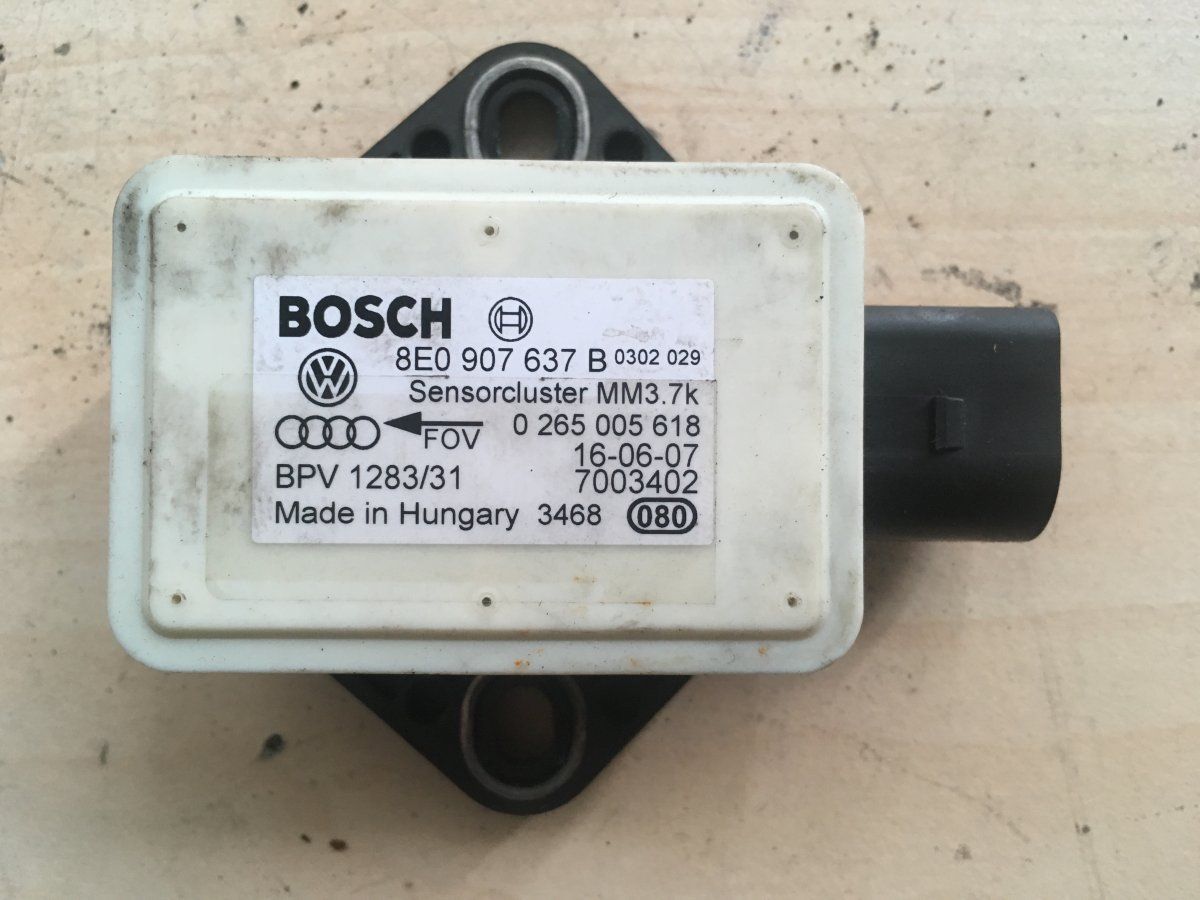 BOSCH
8E0 907 637 B 0302 029
Sensorcluster MM3.7k
FOV 0 265 005 618
16-06-07
BPV 1283/31 7003402
Made in Hungary 3468 080